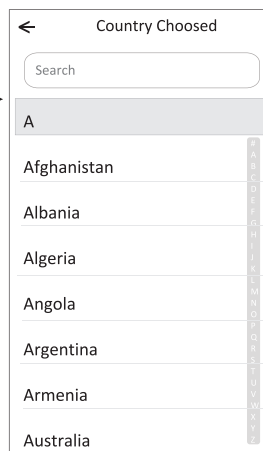 Country Choosed
Search
A
Afghanistan
Albania
Algeria
Angola
Argentina
Armenia
Australia
#
A
B
C
D
E
F
G
H
I
J
K
L
M
N
O
P
Q
R
S
T
U
V
W
X
Y
Z